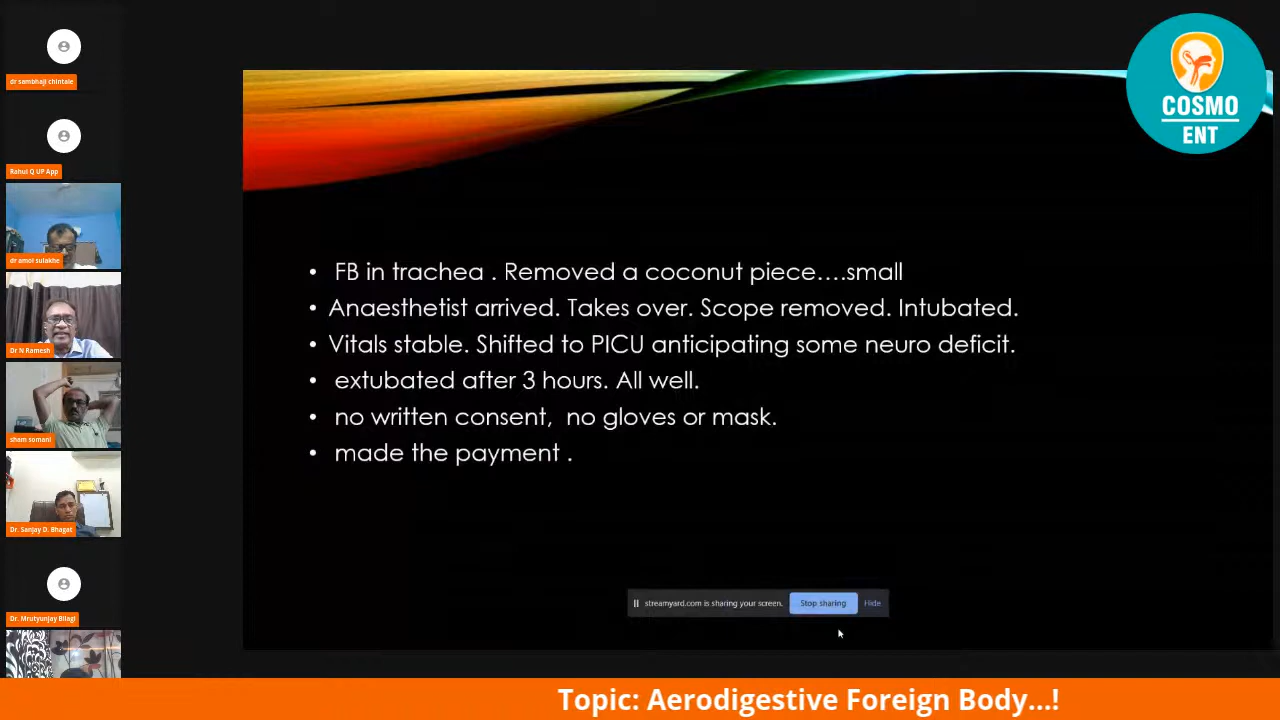 dr sambhaji chintale
Rahul Q UP App
dr amol sulakhe
Dr N Ramesh
sham somani
Dr. Sanjay D. Bhagat
Dr. Mrutyunjay Bilagi
COSMO
ENT
• FB in trachea . Removed a coconut piece....small
• Anaesthetist arrived. Takes over. Scope removed. Intubated.
• Vitals stable. Shifted to PICU anticipating some neuro deficit.
• extubated after 3 hours. All well.
• no written consent, no gloves or mask.
• made the payment .
streamyard.com is sharing your screen. Stop sharing Hide
Topic: Aerodigestive Foreign Body...!